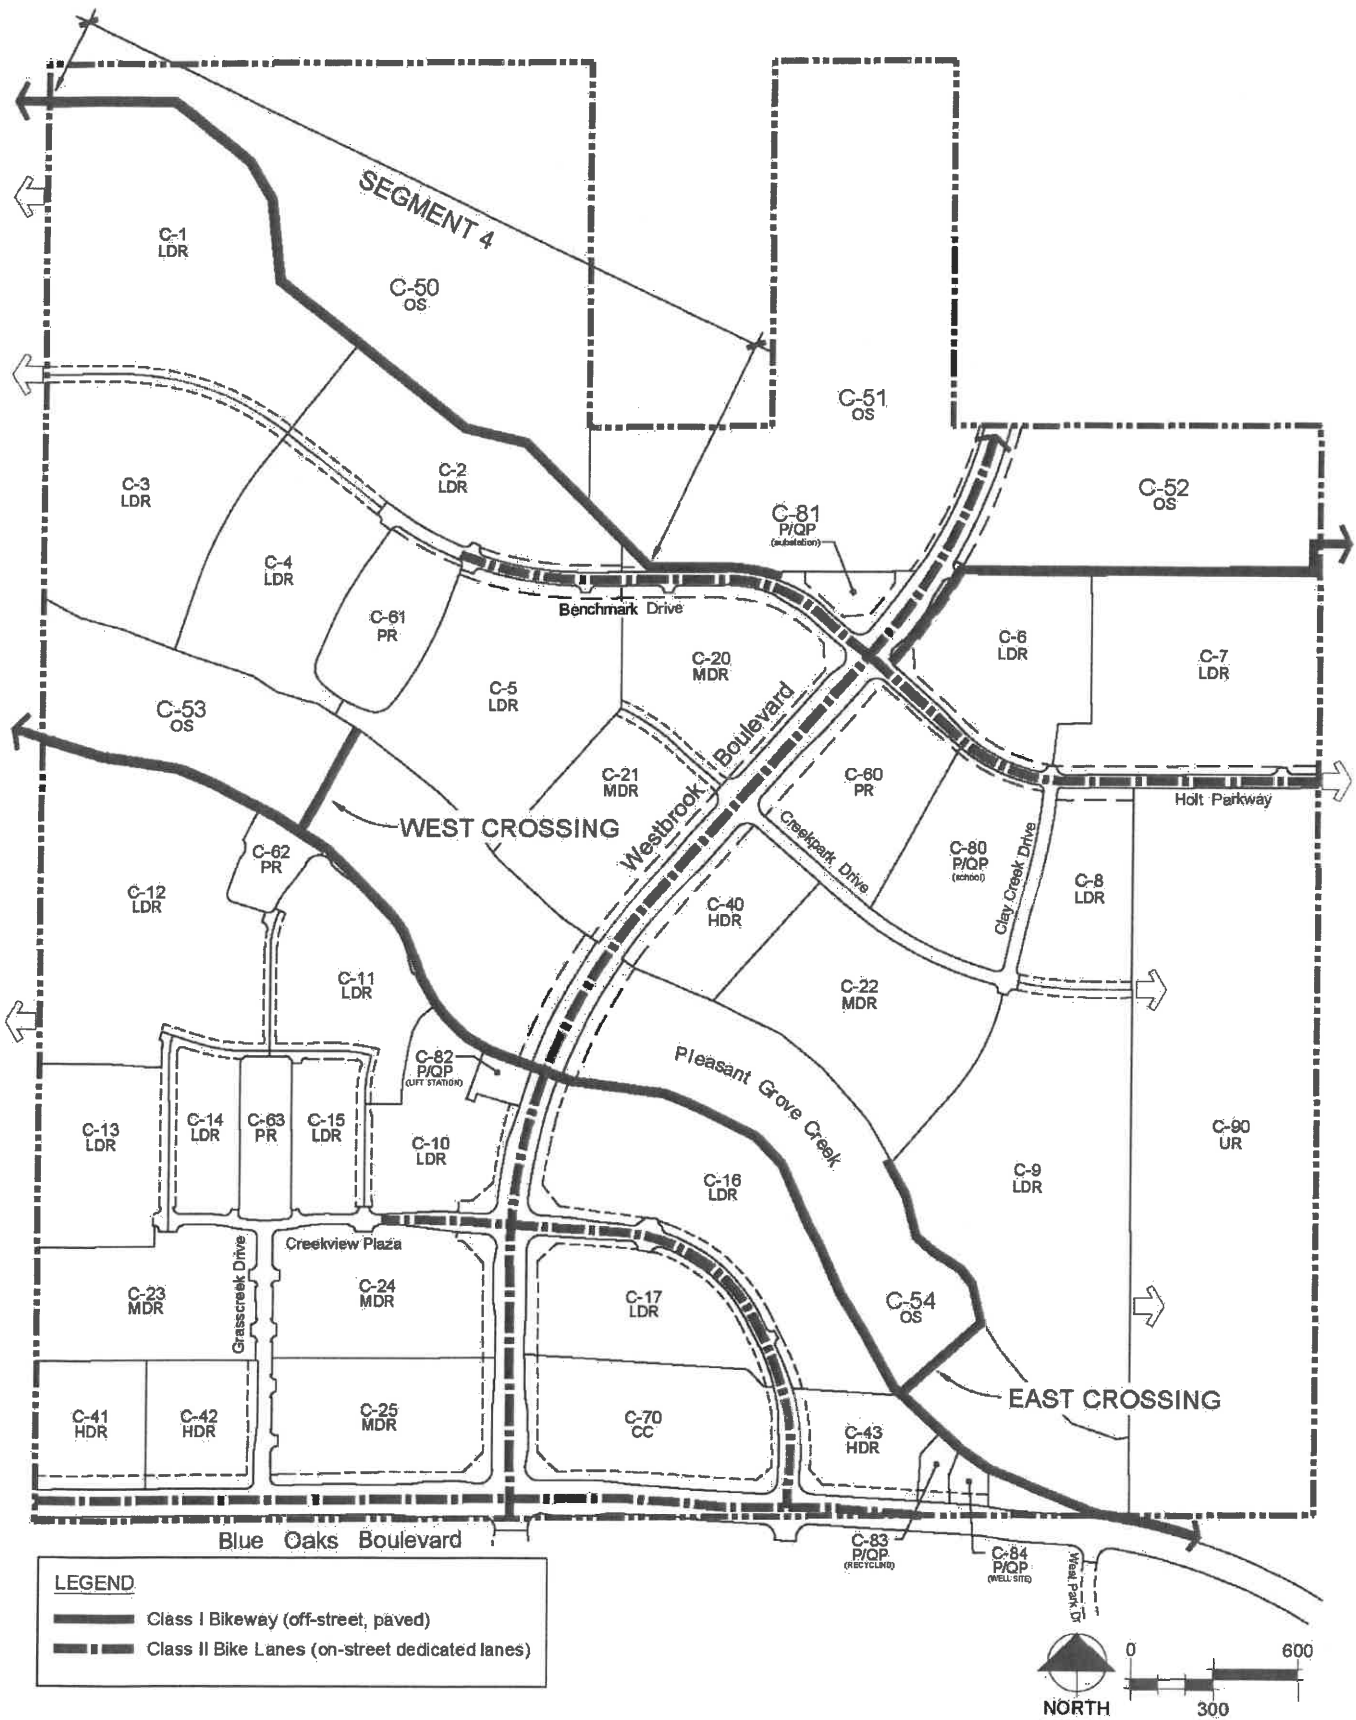 SEGMENT 4
C-1
LDR
C-50
OS
C-51
OS
C-2
LDR
C-3
LDR
C-52
OS
C-81
P/QP
(substation)
C-4
LDR
C-61
PR
Benchmark Drive
C-6
LDR
C-7
LDR
C-20
MDR
C-5
LDR
C-53
OS
Westbrook Boulevard
C-21
MDR
C-60
PR
Holt Parkway
WEST CROSSING
Creekpark Drive
C-80
P/QP
(school)
Clay Creek Drive
C-62
PR
C-12
LDR
C-8
LDR
C-40
HDR
C-11
LDR
C-22
MDR
Pleasant Grove Creek
C-82
P/QP
(LIFT STATION)
C-13
LDR
C-14
LDR
C-63
PR
C-15
LDR
C-10
LDR
C-90
UR
C-16
LDR
C-9
LDR
Creekview Plaza
Grasscreek Drive
C-23
MDR
C-24
MDR
C-17
LDR
C-54
OS
EAST CROSSING
C-41
HDR
C-42
HDR
C-25
MDR
C-70
CC
C-43
HDR
Blue Oaks Boulevard
C-83
P/QP
(RECYCLING)
C-84
P/QP
(WELL SITE)
West Park Dr
LEGEND
Class I Bikeway (off-street, paved)
Class II Bike Lanes (on-street dedicated lanes)
NORTH
0
600
300